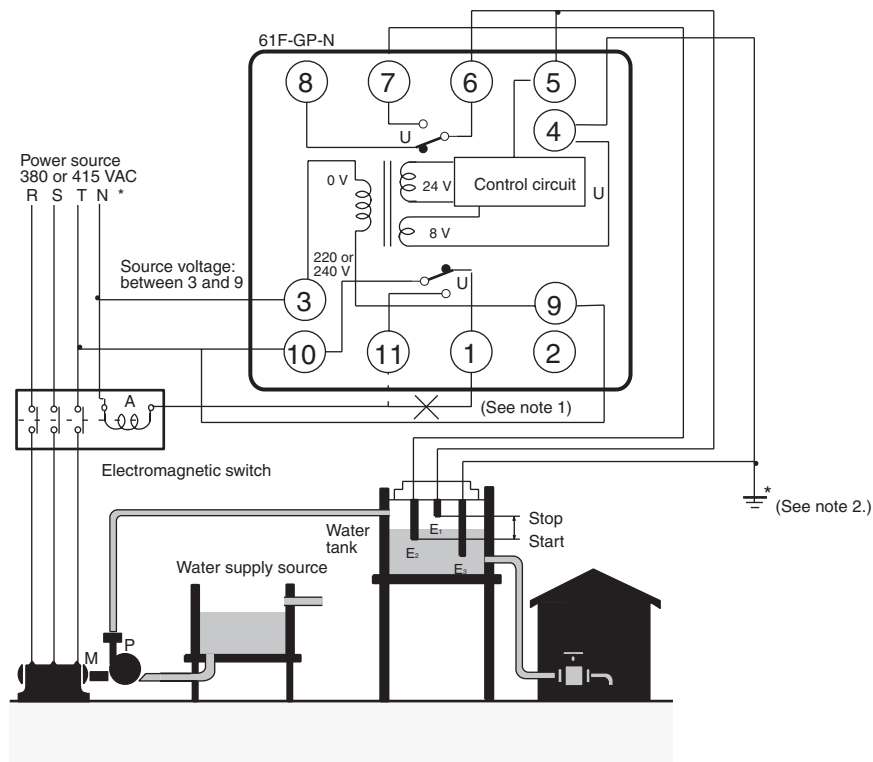 61F-GP-N
8
7
6
5
4
U
Power source
380 or 415 VAC
R S T N *
0 V
24 V
Control circuit
U
8 V
Source voltage:
between 3 and 9
220 or
240 V
U
3
9
10
11
1
2
A
(See note 1)
Electromagnetic switch
* (See note 2.)
Water
tank
E1
Stop
Start
E2
E3
Water supply source
P
M